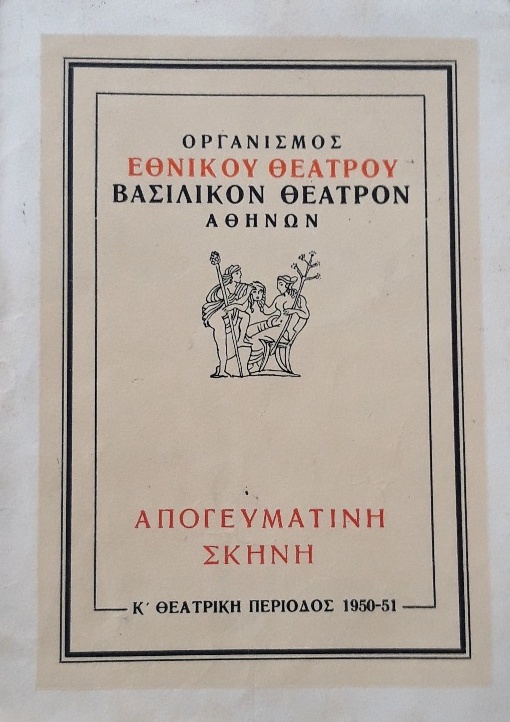 ΟΡΓΑΝΙΣΜΟΣ
ΕΘΝΙΚΟΥ ΘΕΑΤΡΟΥ
ΒΑΣΙΛΙΚΟΝ ΘΕΑΤΡΟΝ
ΑΘΗΝΩΝ
ΑΠΟΓΕΥΜΑΤΙΝΗ
ΣΚΗΝΗ
Κ΄ ΘΕΑΤΡΙΚΗ ΠΕΡΙΟΔΟΣ 1950-51